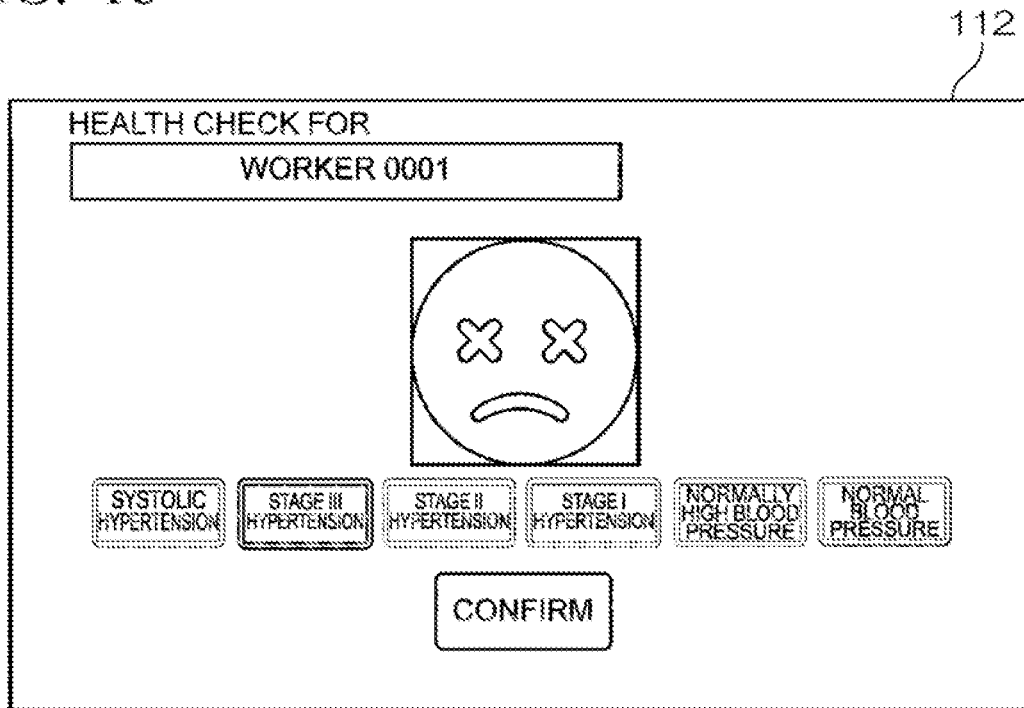 112
HEALTH CHECK FOR
WORKER 0001
SYSTOLIC
HYPERTENSION
STAGE III
HYPERTENSION
STAGE II
HYPERTENSION
STAGE I
HYPERTENSION
NORMALLY
HIGH BLOOD
PRESSURE
NORMAL
BLOOD
PRESSURE
CONFIRM